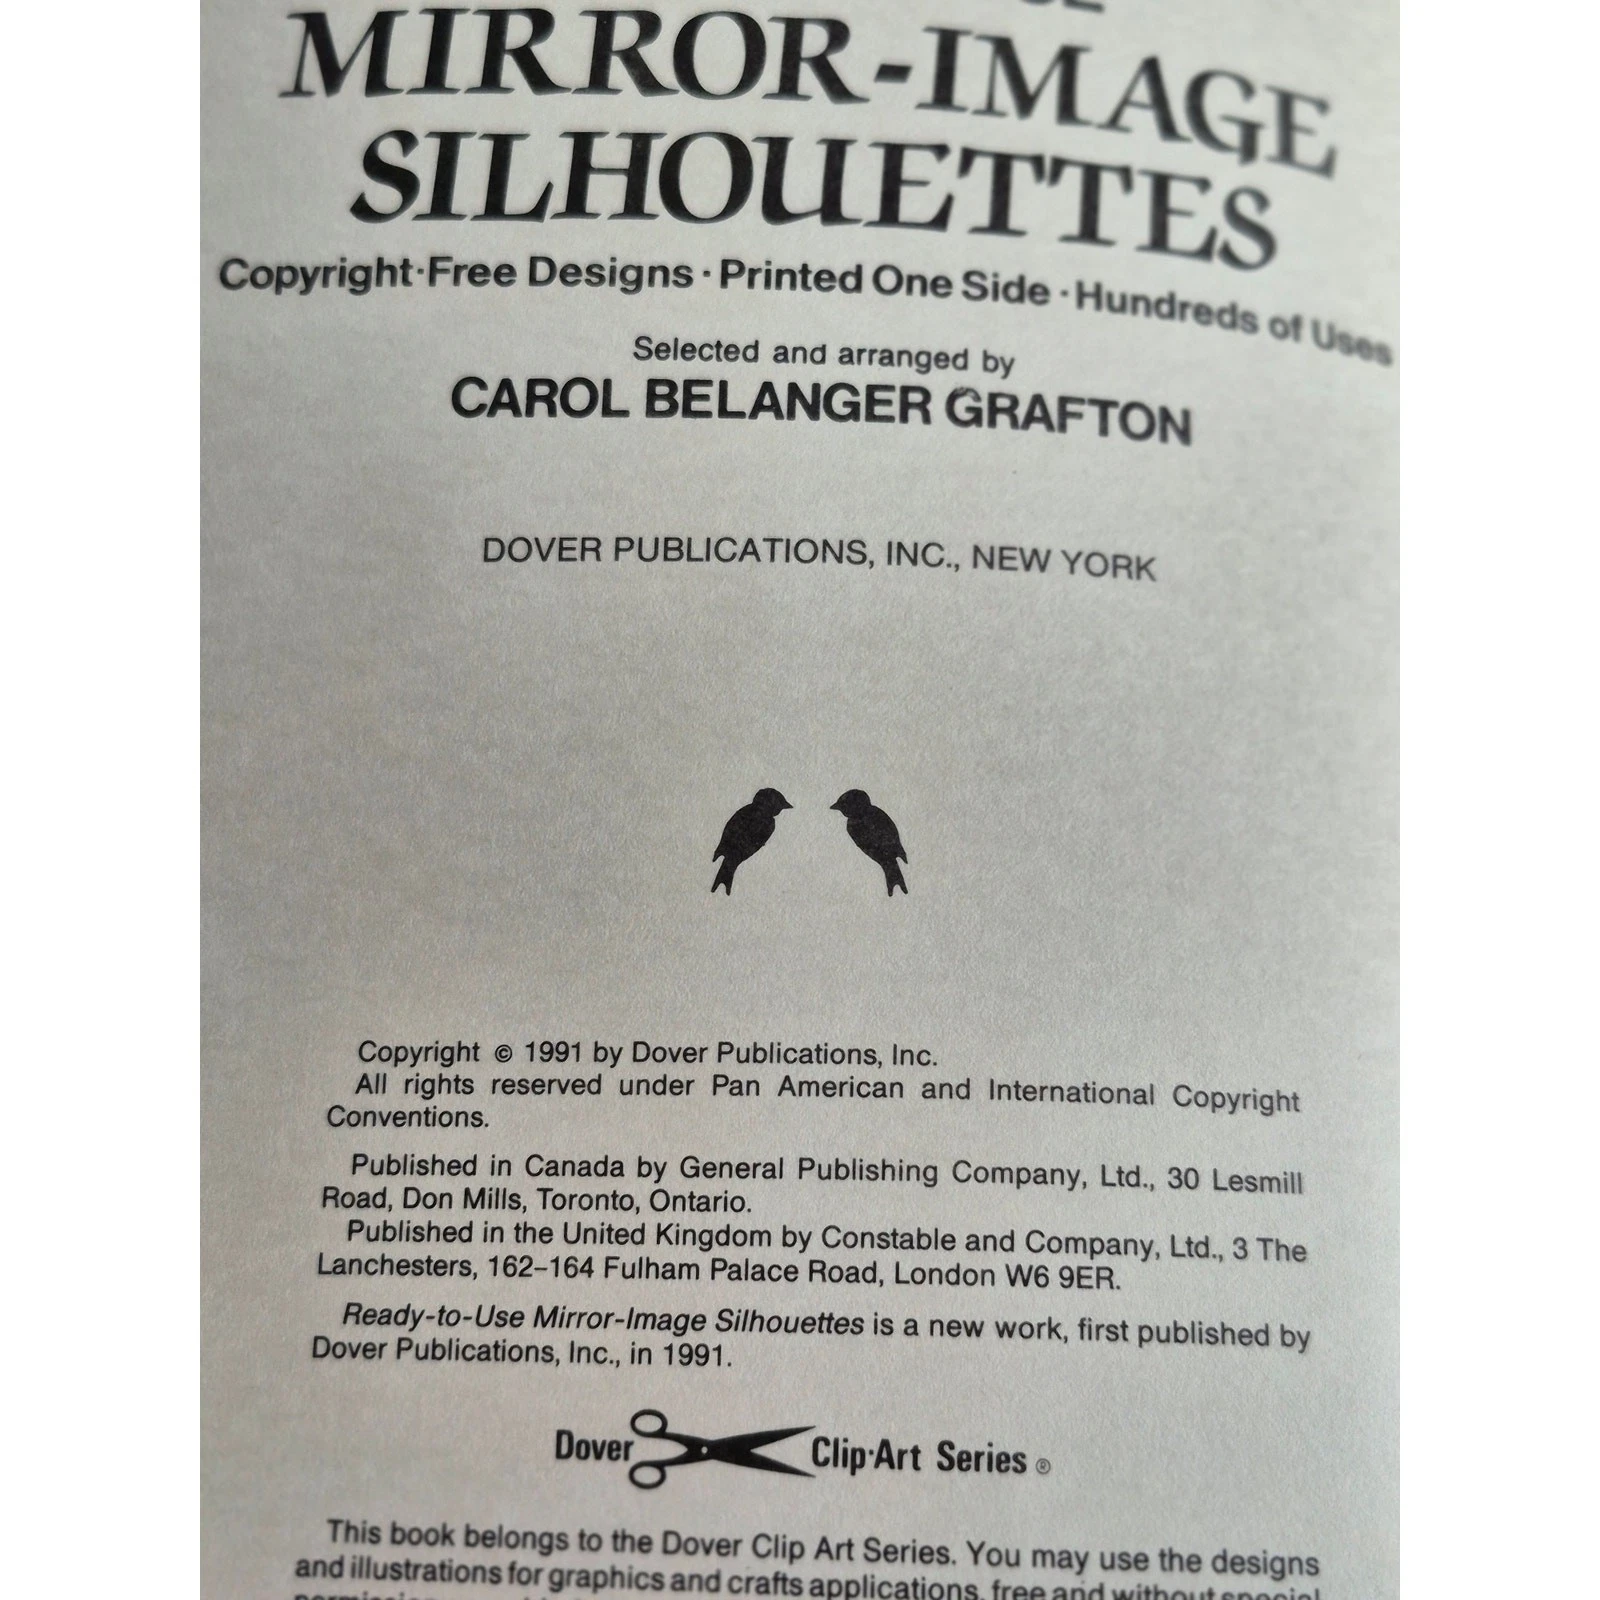 MIRROR-IMAGE
SILHOUETTES
Copyright-Free Designs · Printed One Side · Hundreds of Uses
Selected and arranged by
CAROL BELANGER GRAFTON
DOVER PUBLICATIONS, INC., NEW YORK
Copyright © 1991 by Dover Publications, Inc.
All rights reserved under Pan American and International Copyright
Conventions.
Published in Canada by General Publishing Company, Ltd., 30 Lesmill
Road, Don Mills, Toronto, Ontario.
Published in the United Kingdom by Constable and Company, Ltd., 3 The
Lanchesters, 162–164 Fulham Palace Road, London W6 9ER.
Ready-to-Use Mirror-Image Silhouettes is a new work, first published by
Dover Publications, Inc., in 1991.
Dover Clip·Art Series ®
This book belongs to the Dover Clip Art Series. You may use the designs
and illustrations for graphics and crafts applications, free and without special